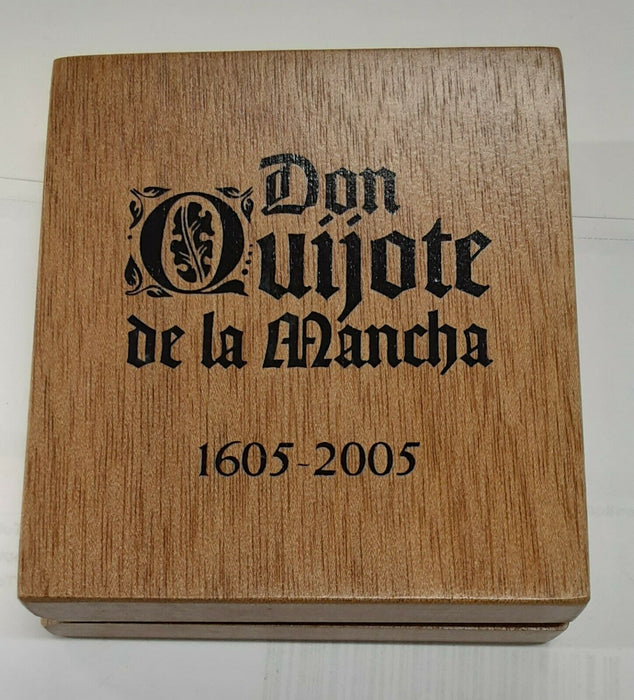 Don
Quijote
de la Mancha
1605-2005